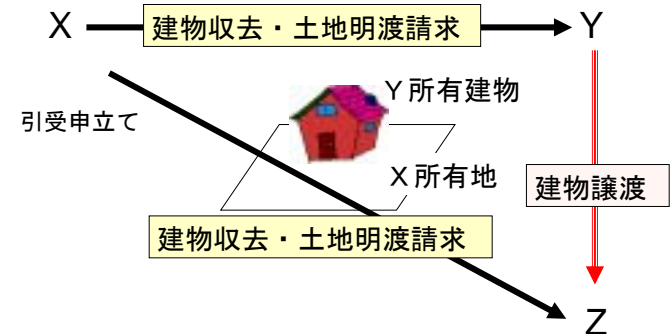 X 建物収去・土地明渡請求 Y
Y所有建物
引受申立て
X所有地
建物譲渡
建物収去・土地明渡請求
Z